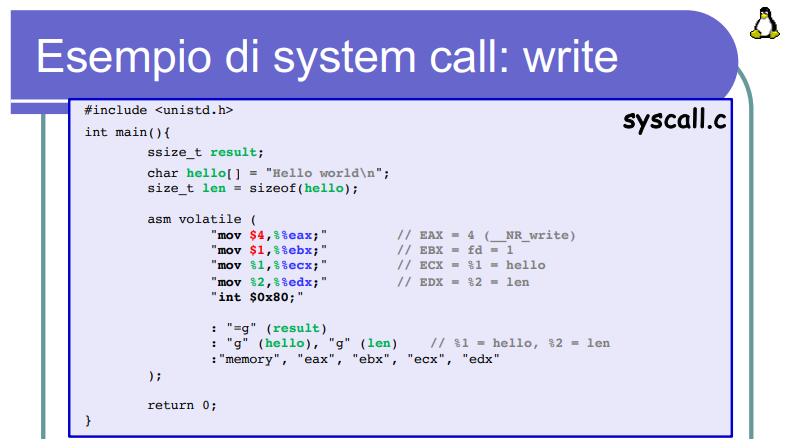 Esempio di system call: write
syscall.c
#include <unistd.h>
int main(){
ssize_t result;
char hello[] = "Hello world\n";
size_t len = sizeof(hello);
asm volatile (
"mov $4,%%eax;" // EAX = 4 (__NR_write)
"mov $1,%%ebx;" // EBX = fd = 1
"mov %1,%%ecx;" // ECX = %1 = hello
"mov %2,%%edx;" // EDX = %2 = len
"int $0x80;"
: "=g" (result)
: "g" (hello), "g" (len) // %1 = hello, %2 = len
:"memory", "eax", "ebx", "ecx", "edx"
);
return 0;
}